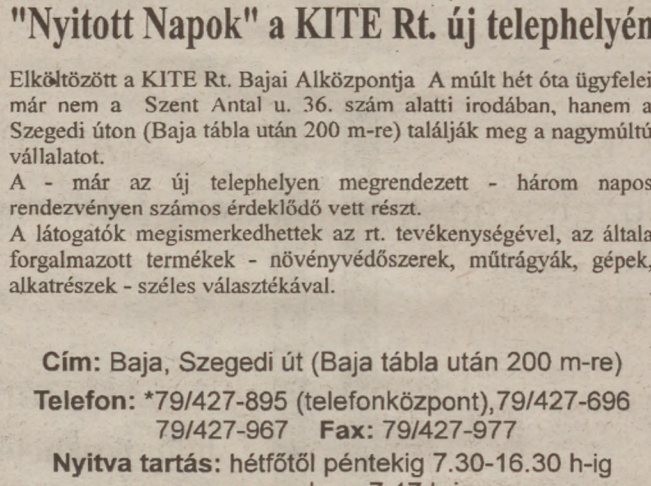 "Nyitott Napok" a KITE Rt. új telephelyén
Elköltözött a KITE Rt. Bajai Alközpontja A múlt hét óta ügyfelei
már nem a Szent Antal u. 36. szám alatti irodában, hanem a
Szegedi úton (Baja tábla után 200 m-re) találják meg a nagymúltú
vállalatot.
A - már az új telephelyen megrendezett - három napos
rendezvényen számos érdeklődő vett részt.
A látogatók megismerkedhettek az rt. tevékenységével, az általa
forgalmazott termékek - növényvédőszerek, műtrágyák, gépek,
alkatrészek - széles választékával.
Cím: Baja, Szegedi út (Baja tábla után 200 m-re)
Telefon: *79/427-895 (telefonközpont),79/427-696
79/427-967 Fax: 79/427-977
Nyitva tartás: hétfőtől péntekig 7.30-16.30 h-ig